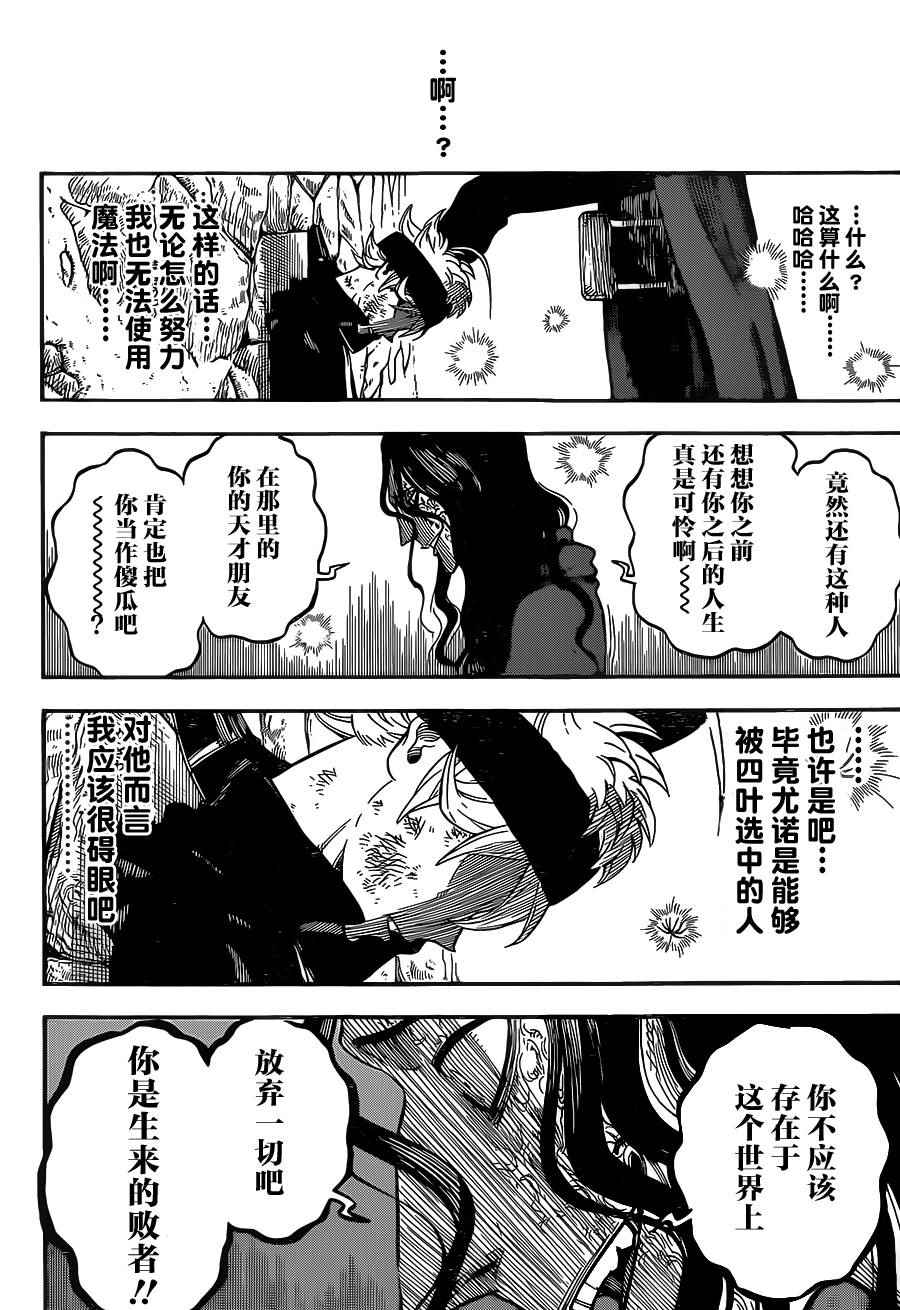 …啊……？
…什么？
这算什么啊……
哈哈哈……
这样的话…
无论怎么努力
我也无法使用
魔法啊……
竟然还有这种人
想想你之前
还有你之后的人生
真是可怜啊～～
在那里的
你的天才朋友
肯定也把
你当作傻瓜吧
～～～～？
……
也许是吧…
毕竟尤诺是能够
被四叶选中的人
对他而言
我应该很碍眼吧
………
你不应该
存在于
这个世界上
放弃一切吧
你是生来的败者!!